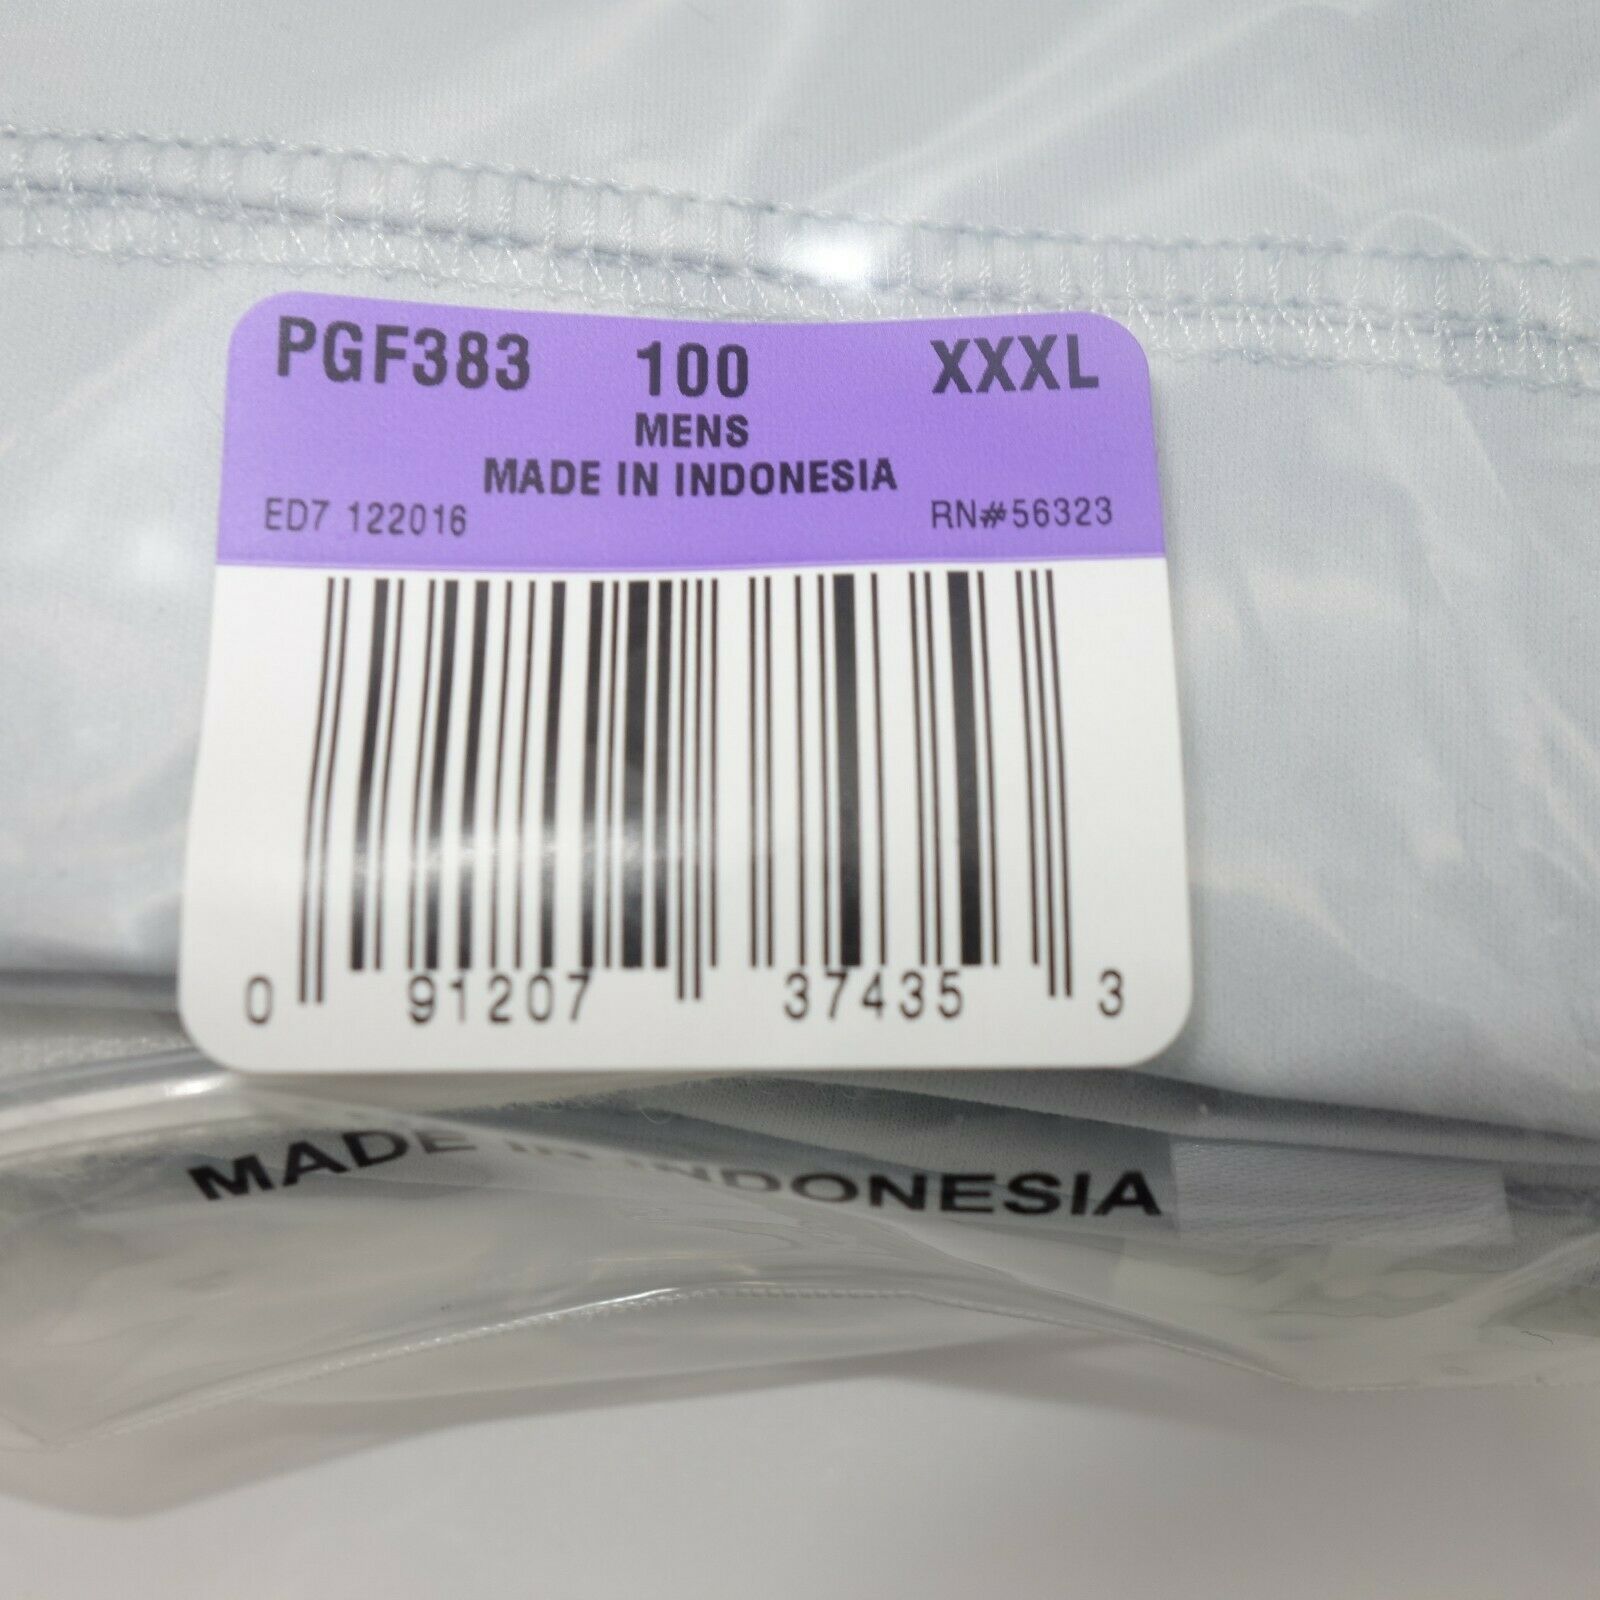 PGF383 100 XXXL
MENS
MADE IN INDONESIA
ED7 122016 RN#56323
0 91207 37435 3
MADE IN INDONESIA